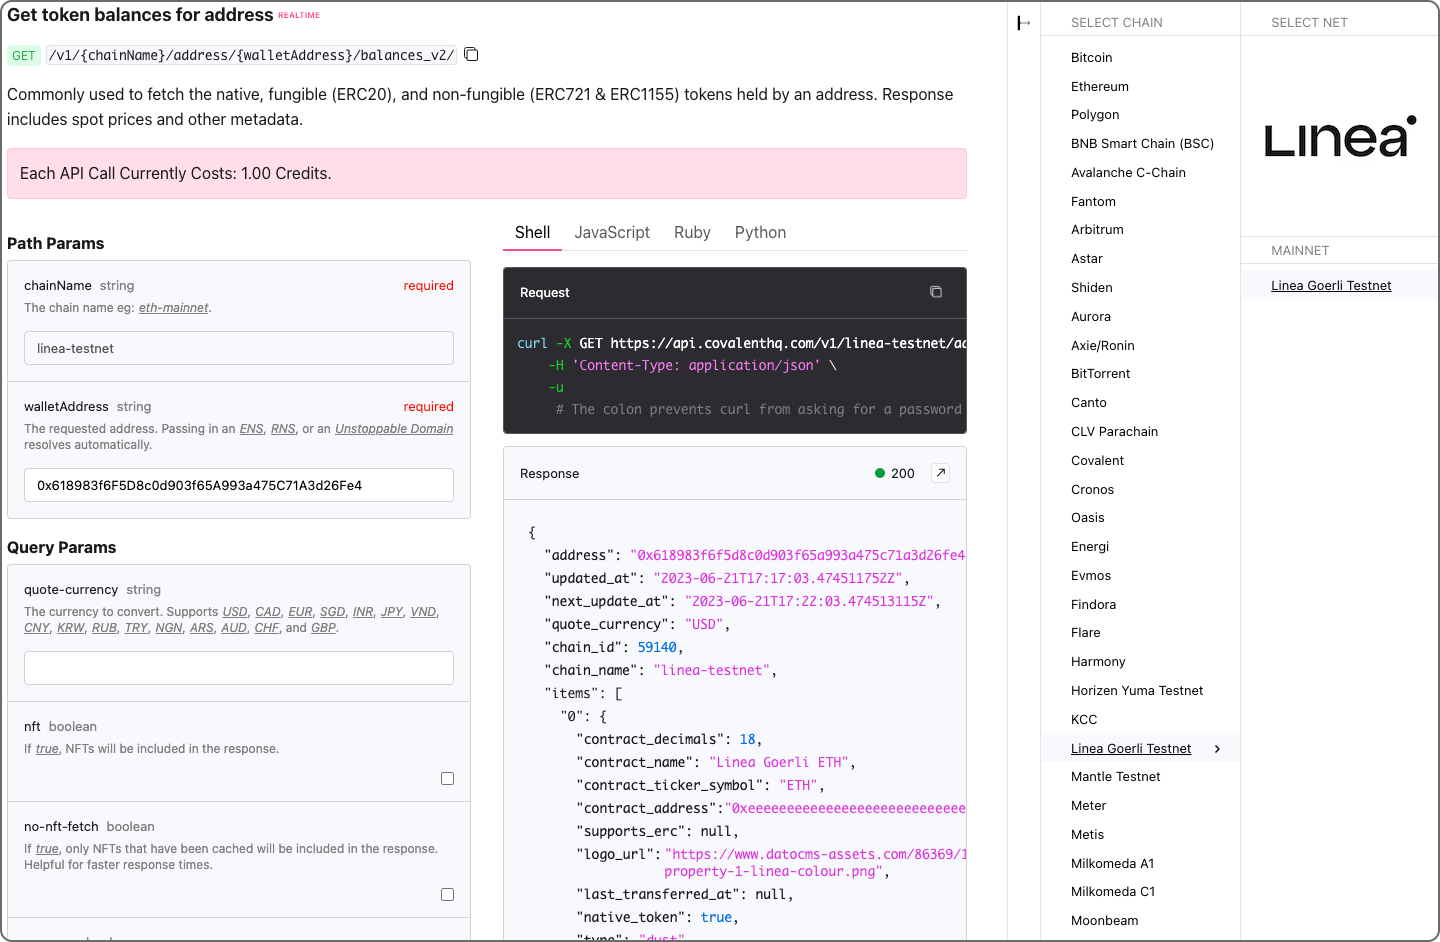 Get token balances for address REALTIME
GET /v1/{chainName}/address/{walletAddress}/balances_v2/
Commonly used to fetch the native, fungible (ERC20), and non-fungible (ERC721 & ERC1155) tokens held by an address. Response
includes spot prices and other metadata.
Each API Call Currently Costs: 1.00 Credits.
Path Params
chainName string required
The chain name eg: eth-mainnet.
linea-testnet
walletAddress string required
The requested address. Passing in an ENS, RNS, or an Unstoppable Domain
resolves automatically.
0x618983f6F5D8c0d903f65A993a475C71A3d26Fe4
Query Params
quote-currency string
The currency to convert. Supports USD, CAD, EUR, SGD, INR, JPY, VND,
CNY, KRW, RUB, TRY, NGN, ARS, AUD, CHF, and GBP.
nft boolean
If true, NFTs will be included in the response.
no-nft-fetch boolean
If true, only NFTs that have been cached will be included in the response.
Helpful for faster response times.
Shell JavaScript Ruby Python
Request
curl -X GET https://api.covalenthq.com/v1/linea-testnet/
-H 'Content-Type: application/json' \
-u
# The colon prevents curl from asking for a password
Response 200
{
"address": "0x618983f6f5d8c0d903f65a993a475c71a3d26fe4
"updated_at": "2023-06-21T17:17:03.474511752Z",
"next_update_at": "2023-06-21T17:22:03.474513115Z",
"quote_currency": "USD",
"chain_id": 59140,
"chain_name": "linea-testnet",
"items": [
"0": {
"contract_decimals": 18,
"contract_name": "Linea Goerli ETH",
"contract_ticker_symbol": "ETH",
"contract_address":"0xeeeeeeeeeeeeeeeeeeeeeeeeeeee
"supports_erc": null,
"logo_url": "https://www.datocms-assets.com/86369/1
property-1-linea-colour.png",
"last_transferred_at": null,
"native_token": true,
"type": "dust"
SELECT CHAIN
Bitcoin
Ethereum
Polygon
BNB Smart Chain (BSC)
Avalanche C-Chain
Fantom
Arbitrum
Astar
Shiden
Aurora
Axie/Ronin
BitTorrent
Canto
CLV Parachain
Covalent
Cronos
Oasis
Energi
Evmos
Findora
Flare
Harmony
Horizen Yuma Testnet
KCC
Linea Goerli Testnet
Mantle Testnet
Meter
Metis
Milkomeda A1
Milkomeda C1
Moonbeam
SELECT NET
Linea
MAINNET
Linea Goerli Testnet